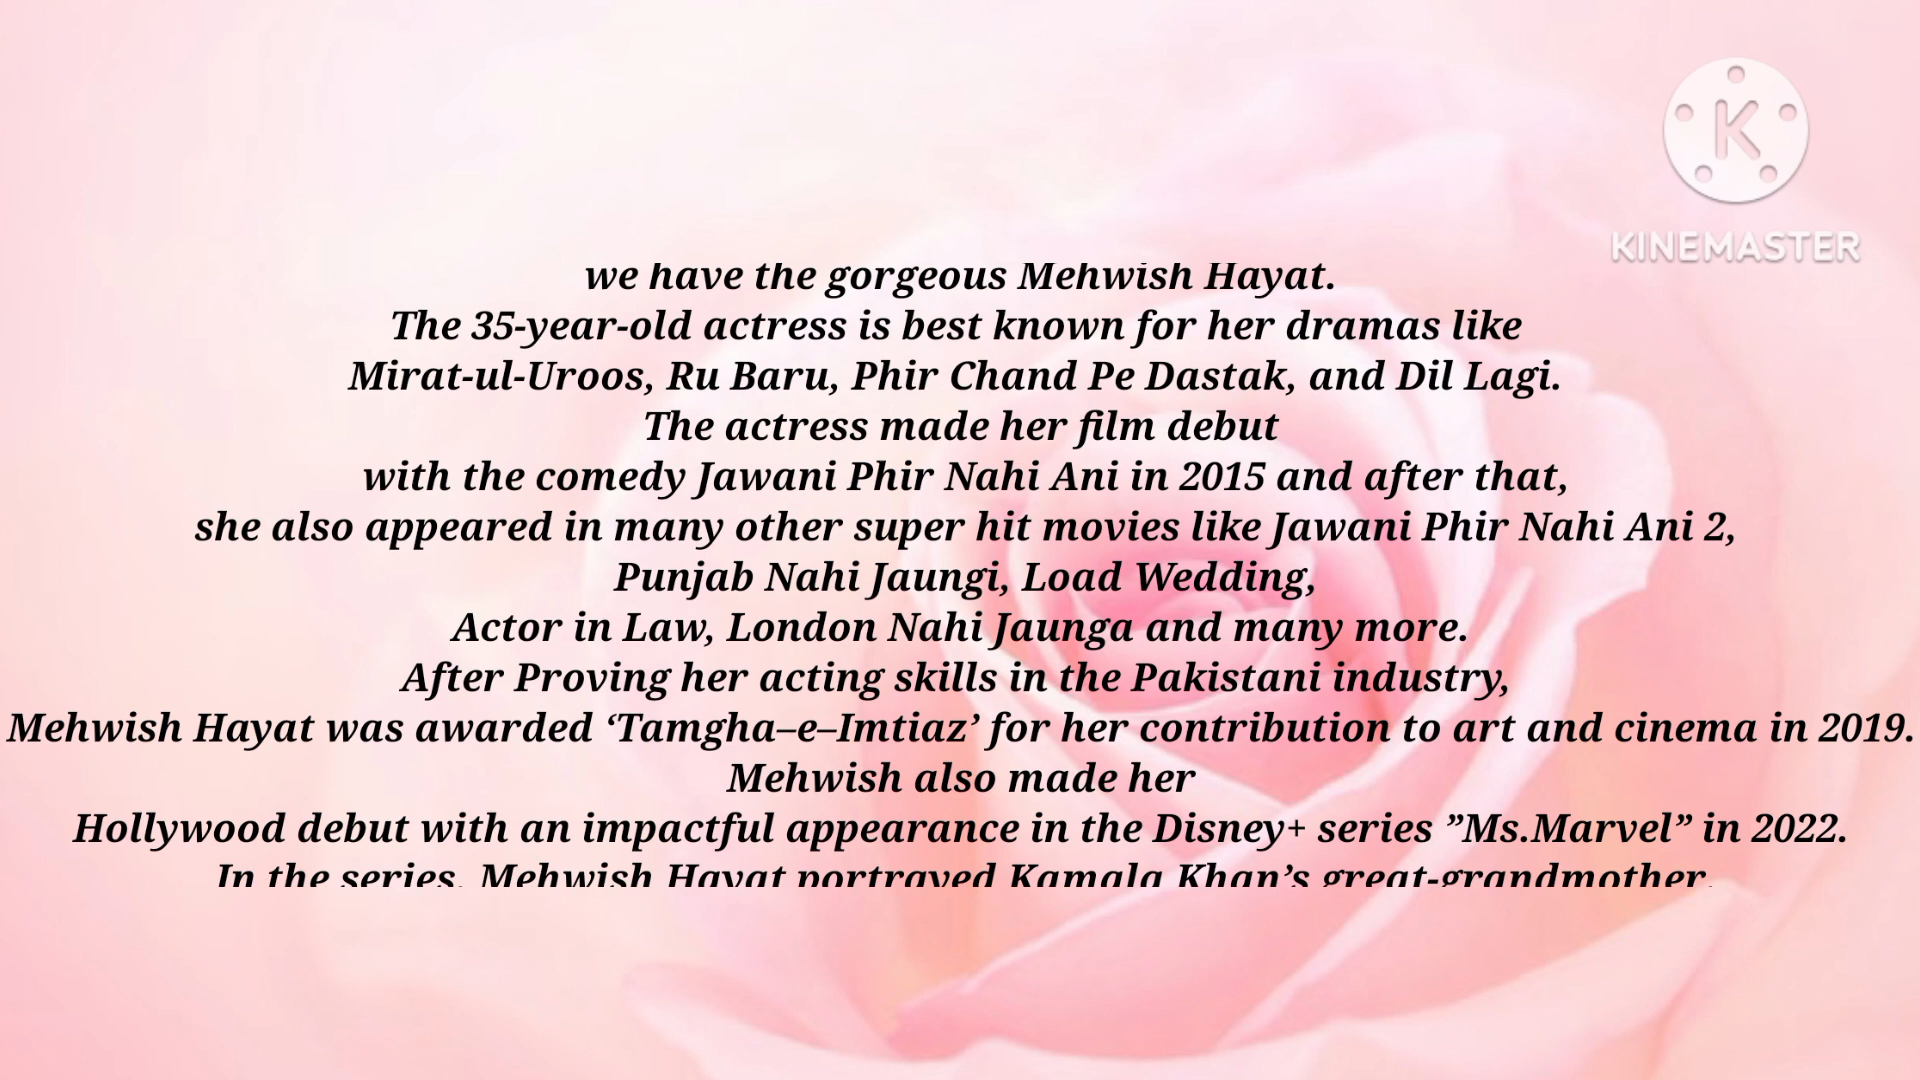 K
KINEMASTER
we have the gorgeous Mehwish Hayat.
The 35-year-old actress is best known for her dramas like
Mirat-ul-Uroos, Ru Baru, Phir Chand Pe Dastak, and Dil Lagi.
The actress made her film debut
with the comedy Jawani Phir Nahi Ani in 2015 and after that,
she also appeared in many other super hit movies like Jawani Phir Nahi Ani 2,
Punjab Nahi Jaungi, Load Wedding,
Actor in Law, London Nahi Jaunga and many more.
After Proving her acting skills in the Pakistani industry,
Mehwish Hayat was awarded ‘Tamgha–e–Imtiaz’ for her contribution to art and cinema in 2019.
Mehwish also made her
Hollywood debut with an impactful appearance in the Disney+ series ”Ms.Marvel” in 2022.
In the series, Mehwish Hayat portrayed Kamala Khan’s great-grandmother.